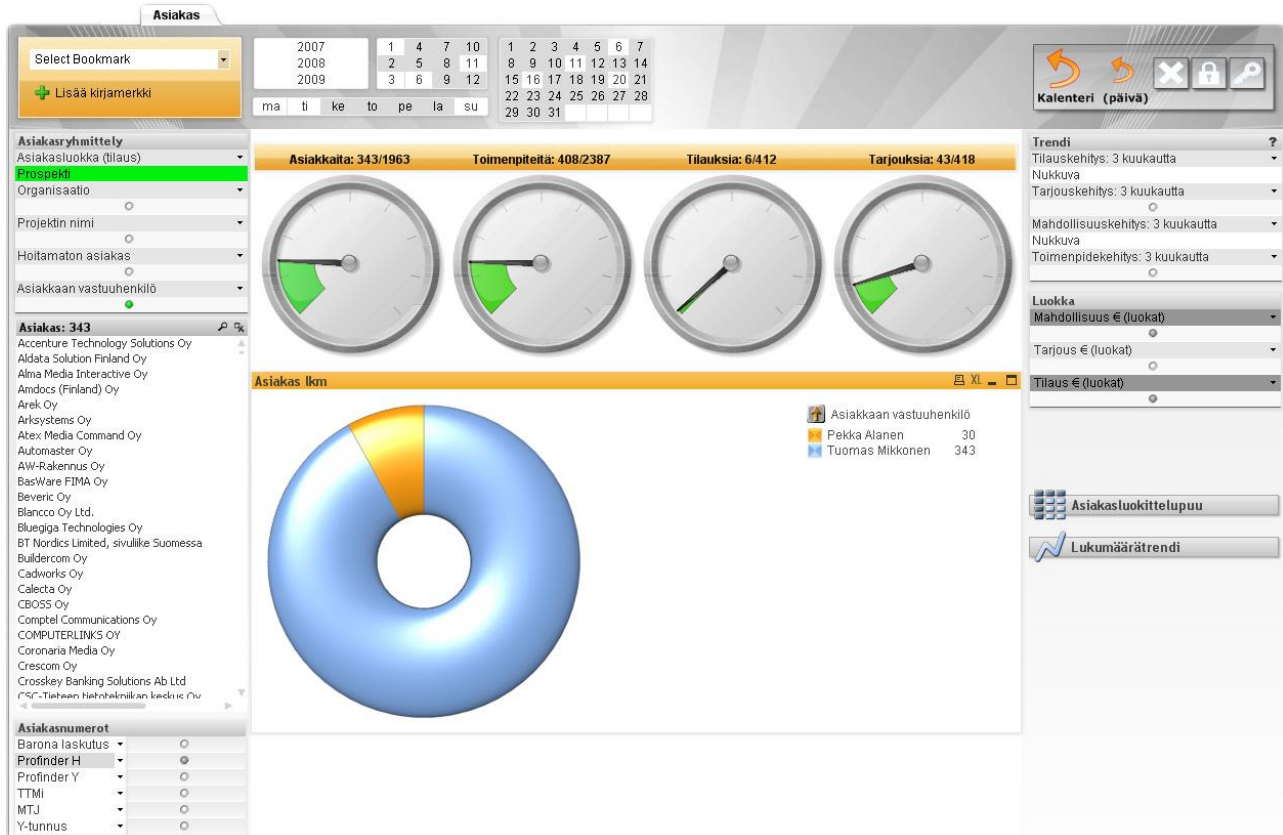 Asiakas
Select Bookmark
Lisää kirjamerkki
2007
2008
2009
1 4 7 10
2 5 8 11
3 6 9 12
ma ti ke to pe la su
1 2 3 4 5 6 7
8 9 10 11 12 13 14
15 16 17 18 19 20 21
22 23 24 25 26 27 28
29 30 31
Kalenteri (päivä)
Asiakasryhmittely
Asiakasluokka (tilaus)
Prospekti
Organisaatio
Projektin nimi
Hoitamaton asiakas
Asiakkaan vastuuhenkilö
Asiakas: 343
Accenture Technology Solutions Oy
Aldata Solution Finland Oy
Alma Media Interactive Oy
Amdocs (Finland) Oy
Arek Oy
Arksystems Oy
Atex Media Command Oy
Automaster Oy
AW-Rakennus Oy
BasWare FIMA Oy
Beveric Oy
Blancco Oy Ltd.
Bluegiga Technologies Oy
BT Nordics Limited, sivuliike Suomessa
Buildercom Oy
Cadworks Oy
Calecta Oy
CBOSS Oy
Comptel Communications Oy
COMPUTERLINKS OY
Coronaria Media Oy
Crescom Oy
Crosskey Banking Solutions Ab Ltd
CSC-Tieteen tietotekniikan keskus Oy
Asiakasnumerot
Barona laskutus
Profinder H
Profinder Y
TTMi
MTJ
Y-tunnus
Asiakkaita: 343/1963 Toimenpiteitä: 408/2387 Tilauksia: 6/412 Tarjouksia: 43/418
Asiakas lkm XL
Asiakkaan vastuuhenkilö
Pekka Alanen 30
Tuomas Mikkonen 343
Trendi ?
Tilauskehitys: 3 kuukautta
Nukkuva
Tarjouskehitys: 3 kuukautta
Mahdollisuuskehitys: 3 kuukautta
Nukkuva
Toimenpidekehitys: 3 kuukautta
Luokka
Mahdollisuus € (luokat)
Tarjous € (luokat)
Tilaus € (luokat)
Asiakasluokittelupuu
Lukumäärätrendi